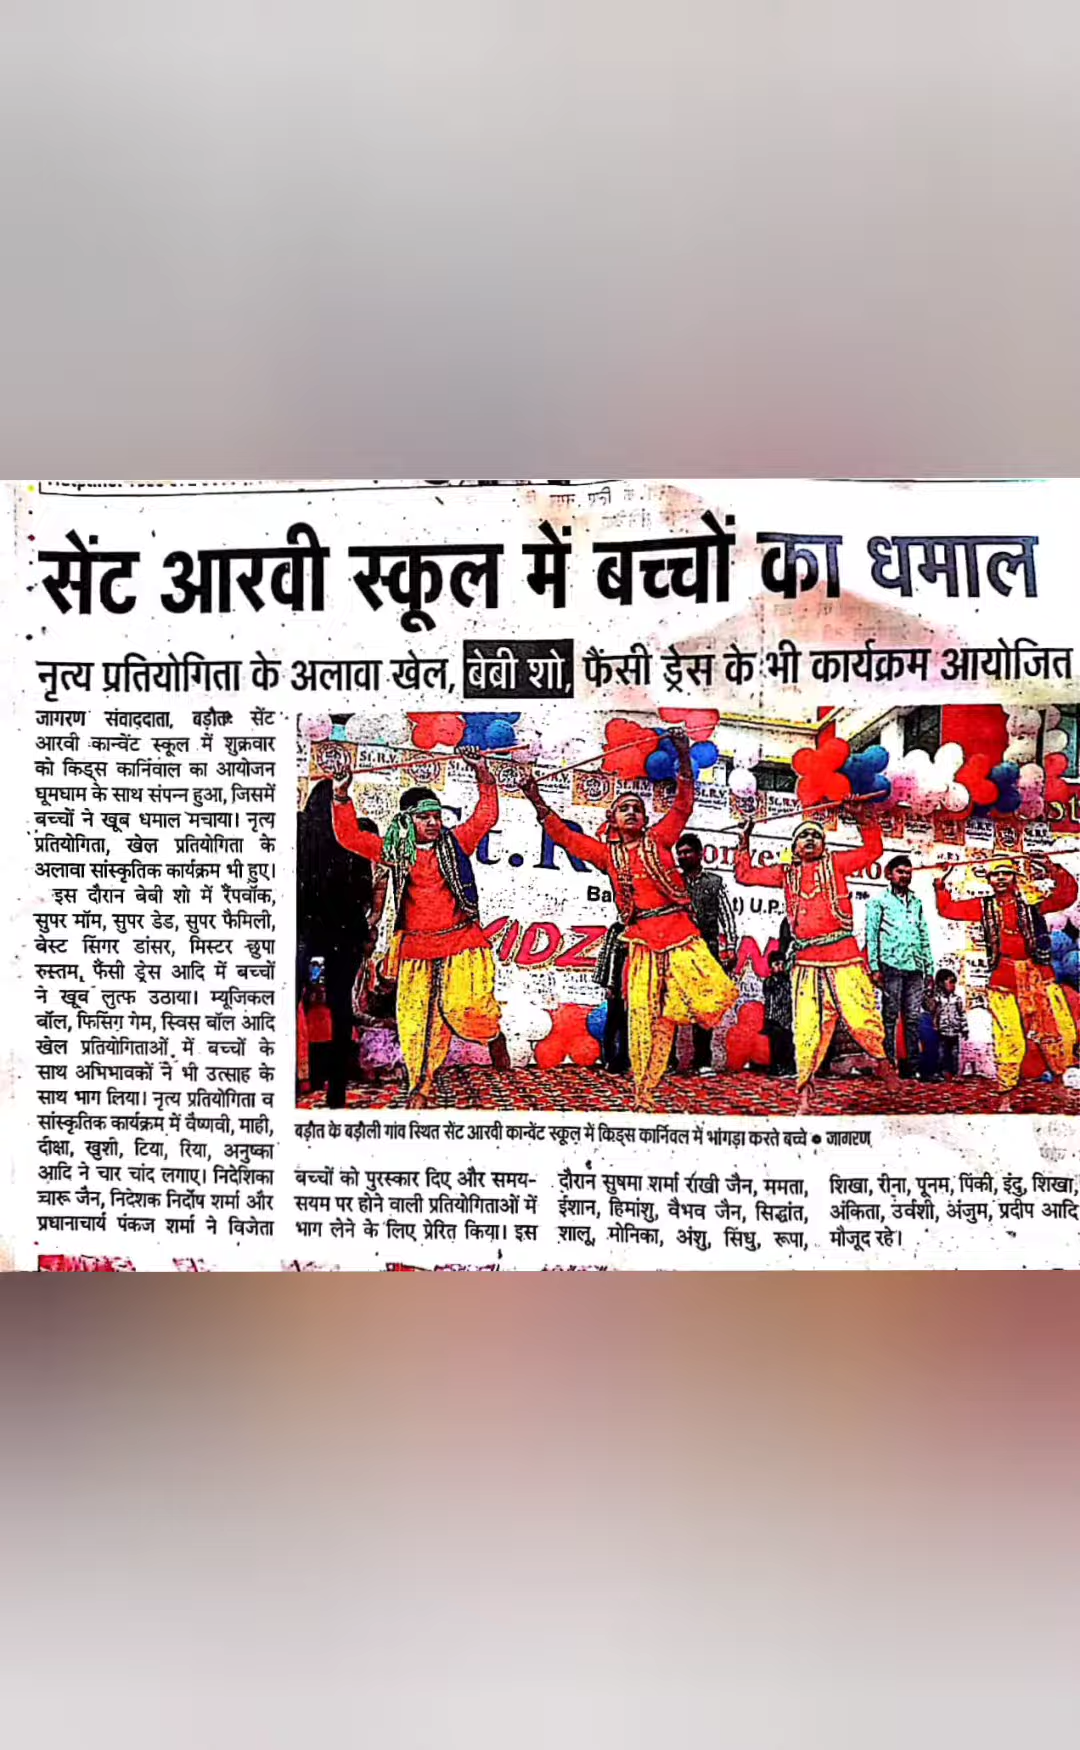 सेंट आरवी स्कूल में बच्चों का धमाल
नृत्य प्रतियोगिता के अलावा खेल, बेबी शो, फैंसी ड्रेस के भी कार्यक्रम आयोजित
जागरण संवाददाता, बड़ौतः सेंट
आरवी कान्वेंट स्कूल में शुक्रवार
को किड्स कार्निवाल का आयोजन
घूमघाम के साथ संपन्न हुआ, जिसमें
बच्चों ने खूब धमाल मचाया। नृत्य
प्रतियोगिता, खेल प्रतियोगिता के
अलावा सांस्कृतिक कार्यक्रम भी हुए।
इस दौरान बेबी शो में रैंपवॉक,
सुपर मॉम, सुपर डेड, सुपर फैमिली,
बेस्ट सिंगर डांसर, मिस्टर छुपा
रुस्तम, फैंसी ड्रेस आदि में बच्चों
ने खूब लुत्फ उठाया। म्यूजिकल
बॉल, फिसिंग गेम, स्विस बॉल आदि
खेल प्रतियोगिताओं में बच्चों के
साथ अभिभावकों ने भी उत्साह के
साथ भाग लिया। नृत्य प्रतियोगिता व
सांस्कृतिक कार्यक्रम में वैष्णवी, माही,
दीक्षा, खुशी, टिया, रिया, अनुष्का
आदि ने चार चांद लगाए। निदेशिका
चारू जैन, निदेशक निर्दोष शर्मा और
प्रधानाचार्य पंकज शर्मा ने विजेता
St.R.V.
KIDZ
U.P.
बड़ौत के बड़ौली गांव स्थित सेंट आरवी कान्वेंट स्कूल में किड्स कार्निवल में भांगड़ा करते बच्चे ● जागरण
बच्चों को पुरस्कार दिए और समय-
सयम पर होने वाली प्रतियोगिताओं में
भाग लेने के लिए प्रेरित किया। इस
दौरान सुषमा शर्मा राखी जैन, ममता,
ईशान, हिमांशु, वैभव जैन, सिद्धांत,
शालू, मोनिका, अंशु, सिंधु, रूपा,
शिखा, रीना, पूनम, पिंकी, इंदु, शिखा,
अंकिता, उर्वशी, अंजुम, प्रदीप आदि
मौजूद रहे।